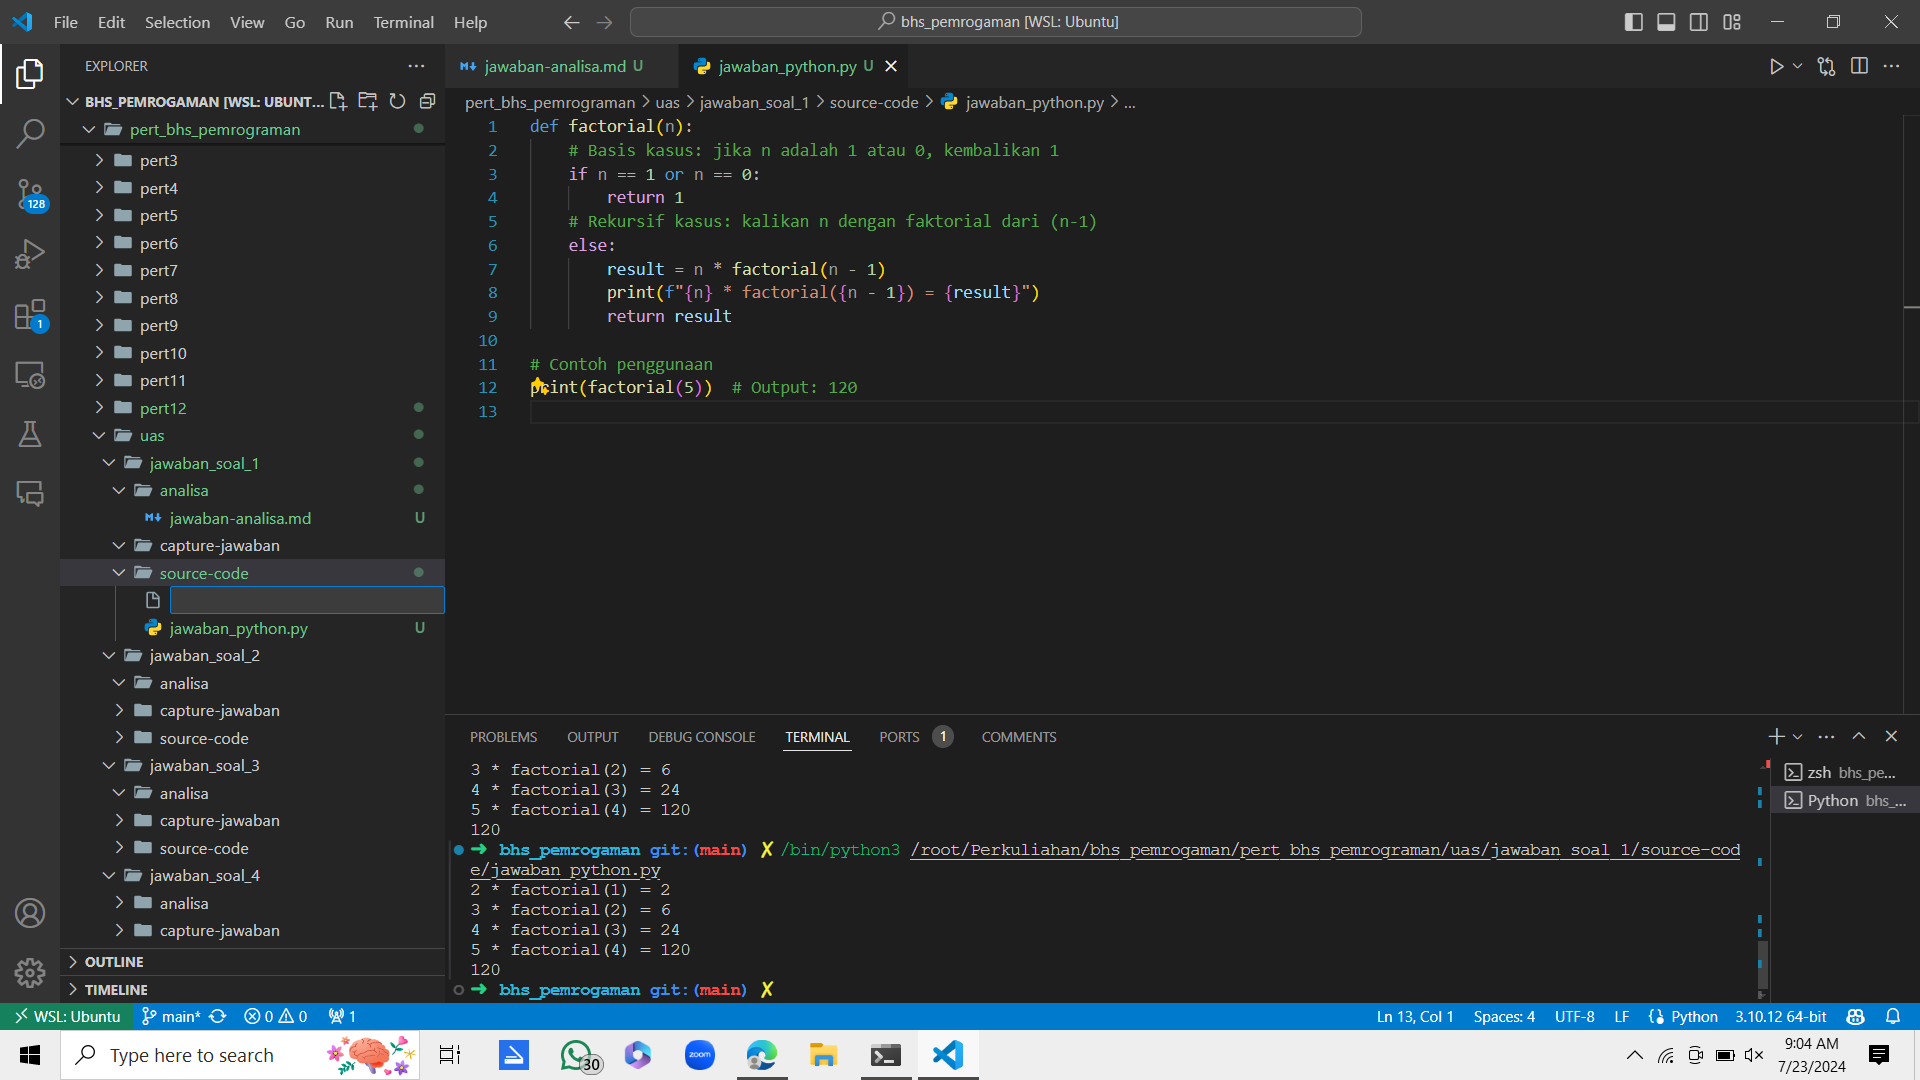 File Edit Selection View Go Run Terminal Help
bhs_pemrogaman [WSL: Ubuntu]
EXPLORER
BHS_PEMROGAMAN [WSL: UBUNT...
pert_bhs_pemrograman
pert3
pert4
pert5
pert6
pert7
pert8
pert9
pert10
pert11
pert12
uas
jawaban_soal_1
analisa
jawaban-analisa.md U
capture-jawaban
source-code
jawaban_python.py U
jawaban_soal_2
analisa
capture-jawaban
source-code
jawaban_soal_3
analisa
capture-jawaban
source-code
jawaban_soal_4
analisa
capture-jawaban
OUTLINE
TIMELINE
128
1
jawaban-analisa.md U
jawaban_python.py U
pert_bhs_pemrograman > uas > jawaban_soal_1 > source-code > jawaban_python.py > ...
1 def factorial(n):
2 # Basis kasus: jika n adalah 1 atau 0, kembalikan 1
3 if n == 1 or n == 0:
4 return 1
5 # Rekursif kasus: kalikan n dengan faktorial dari (n-1)
6 else:
7 result = n * factorial(n - 1)
8 print(f"{n} * factorial({n - 1}) = {result}")
9 return result
10
11 # Contoh penggunaan
12 print(factorial(5)) # Output: 120
13
PROBLEMS OUTPUT DEBUG CONSOLE TERMINAL PORTS 1 COMMENTS
3 * factorial(2) = 6
4 * factorial(3) = 24
5 * factorial(4) = 120
120
➜ bhs_pemrogaman git:(main) ✗ /bin/python3 /root/Perkuliahan/bhs_pemrogaman/pert_bhs_pemrograman/uas/jawaban_soal_1/source-cod
e/jawaban_python.py
2 * factorial(1) = 2
3 * factorial(2) = 6
4 * factorial(3) = 24
5 * factorial(4) = 120
120
➜ bhs_pemrogaman git:(main) ✗
zsh bhs_pe...
Python bhs_...
WSL: Ubuntu main* 0 0 1
Ln 13, Col 1 Spaces: 4 UTF-8 LF Python 3.10.12 64-bit
Type here to search
30
zoom
9:04 AM
7/23/2024